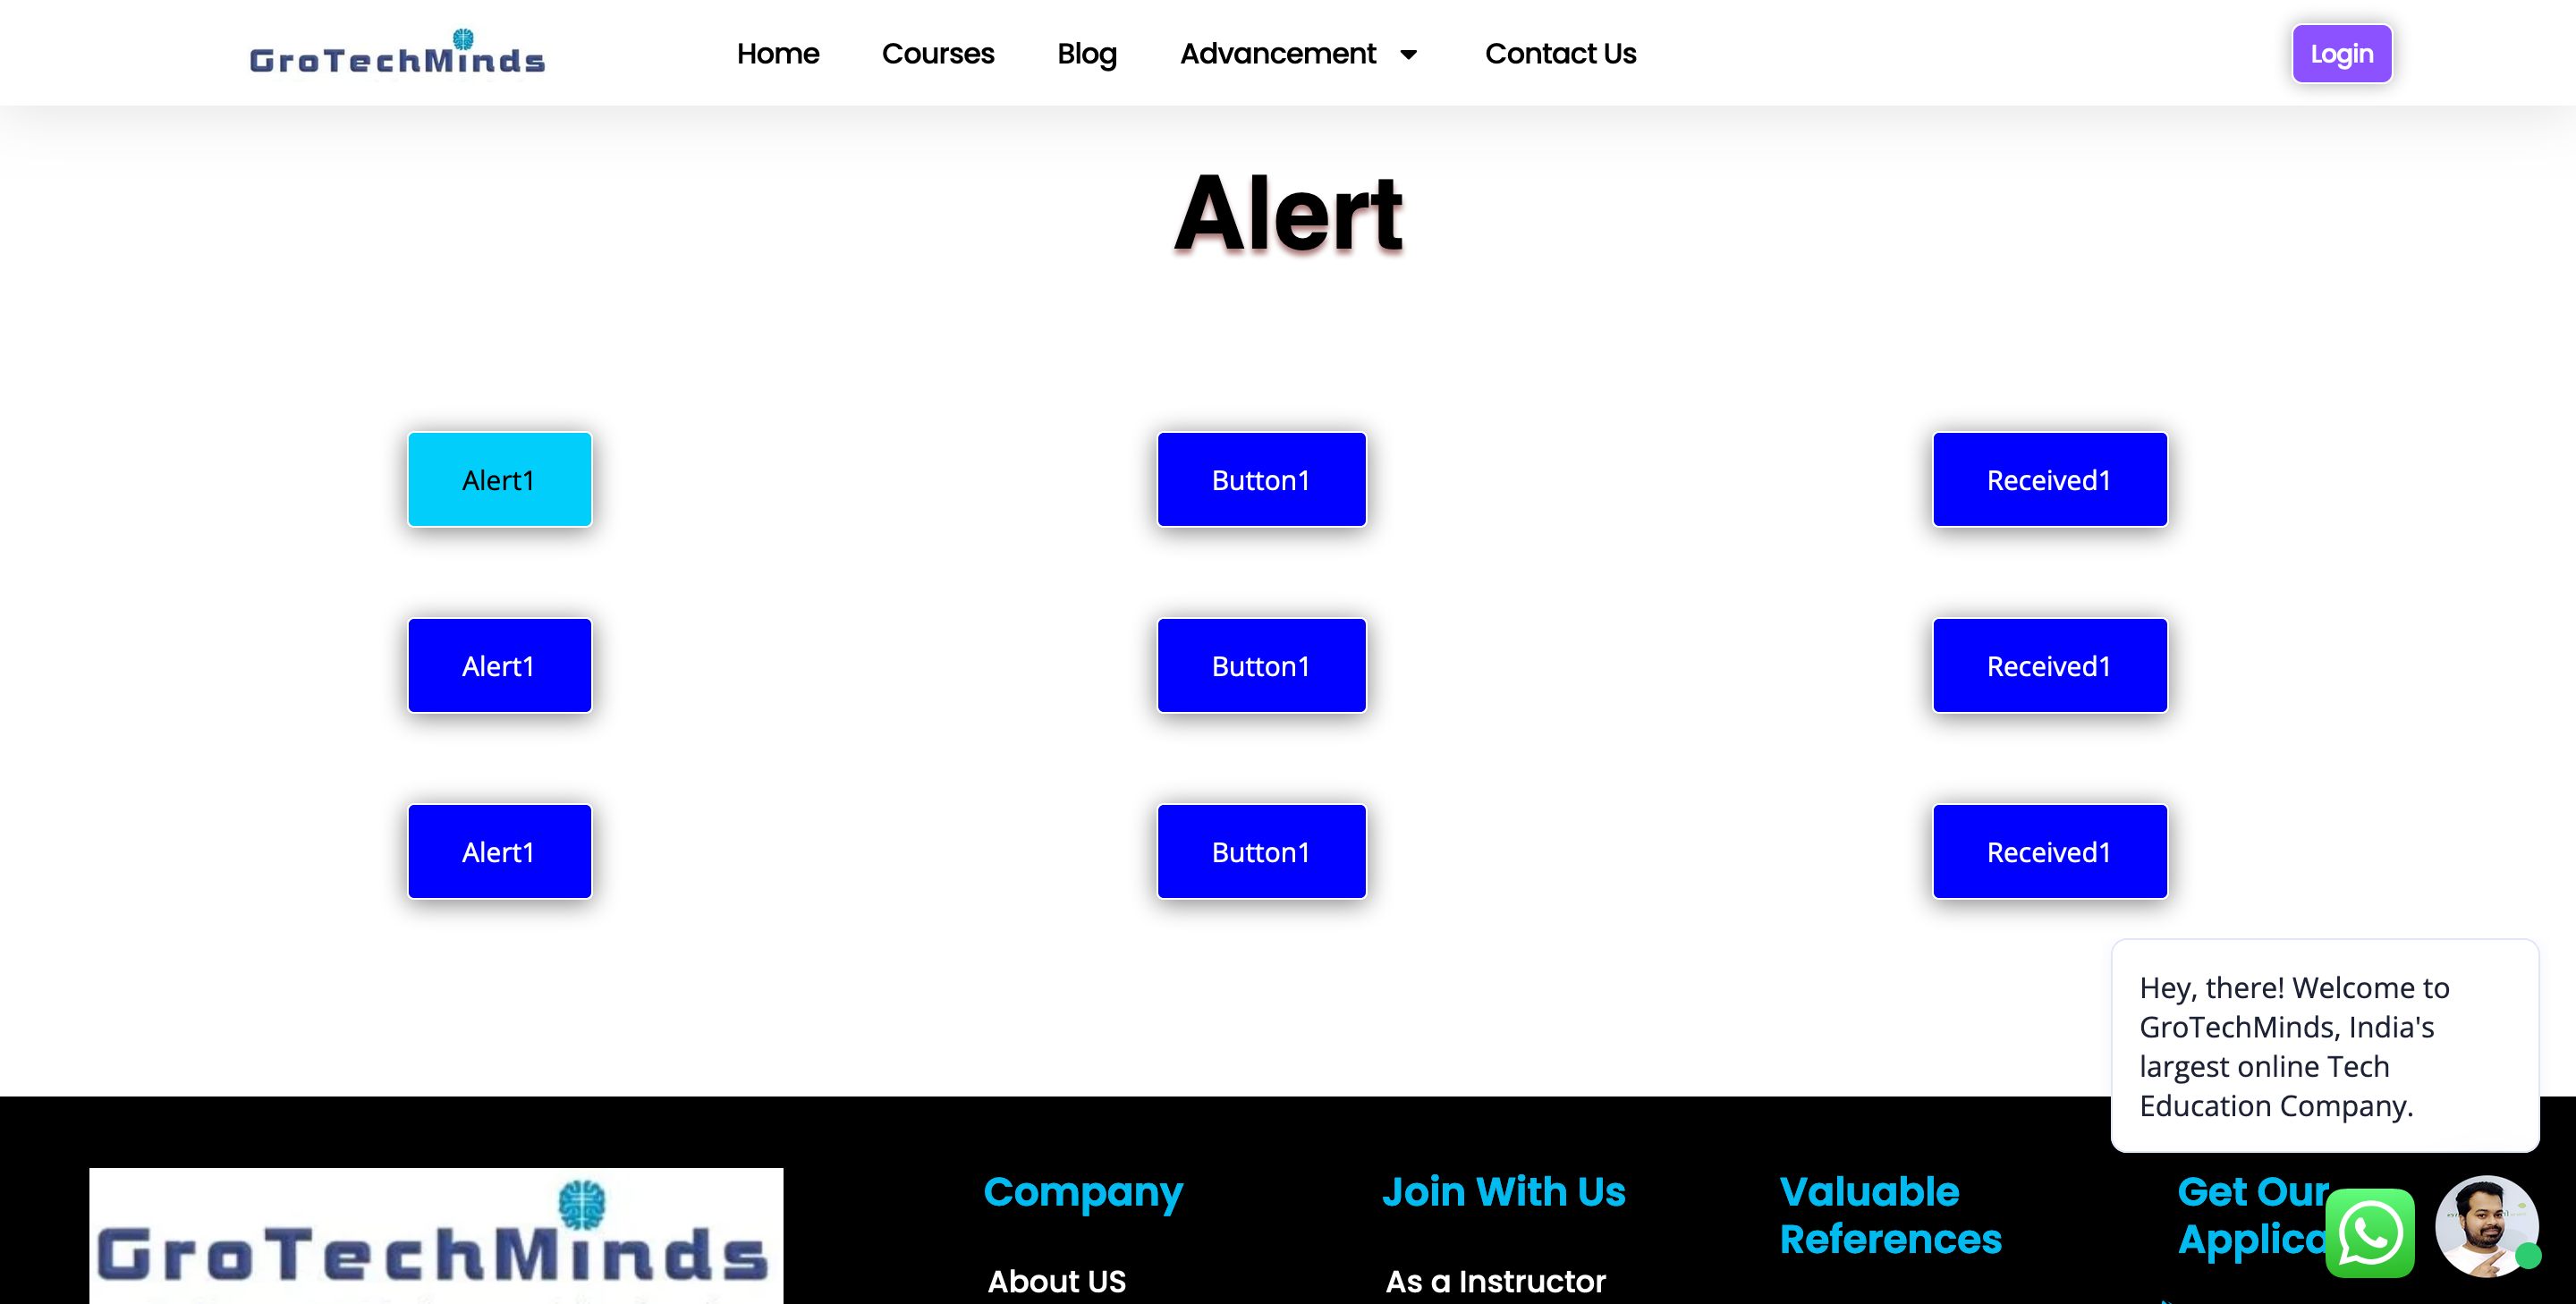 GroTechMinds
Home
Courses
Blog
Advancement
Contact Us
Login
Alert
Alert1
Button1
Received1
Alert1
Button1
Received1
Alert1
Button1
Received1
Hey, there! Welcome to
GroTechMinds, India's
largest online Tech
Education Company.
GroTechMinds
Company
About US
Join With Us
As a Instructor
Valuable
References
Get Our